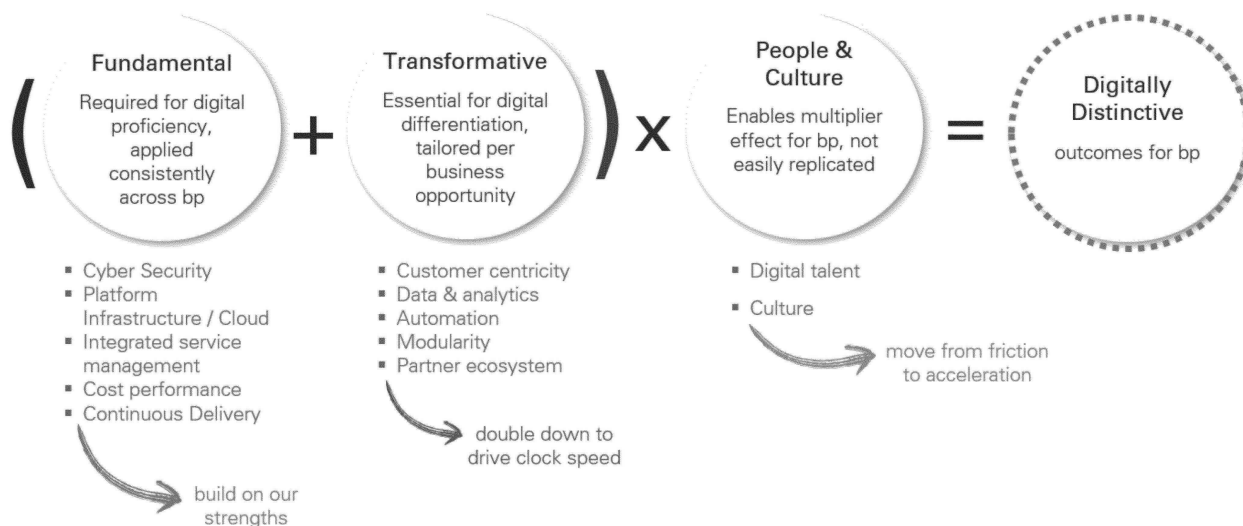 (
Fundamental
Required for digital
proficiency,
applied
consistently
across bp
+
Transformative
Essential for digital
differentiation,
tailored per
business
opportunity
)
x
People &
Culture
Enables multiplier
effect for bp, not
easily replicated
=
Digitally
Distinctive
outcomes for bp
▪ Cyber Security
▪ Platform
Infrastructure / Cloud
▪ Integrated service
management
▪ Cost performance
▪ Continuous Delivery
build on our
strengths
▪ Customer centricity
▪ Data & analytics
▪ Automation
▪ Modularity
▪ Partner ecosystem
double down to
drive clock speed
▪ Digital talent
▪ Culture
move from friction
to acceleration